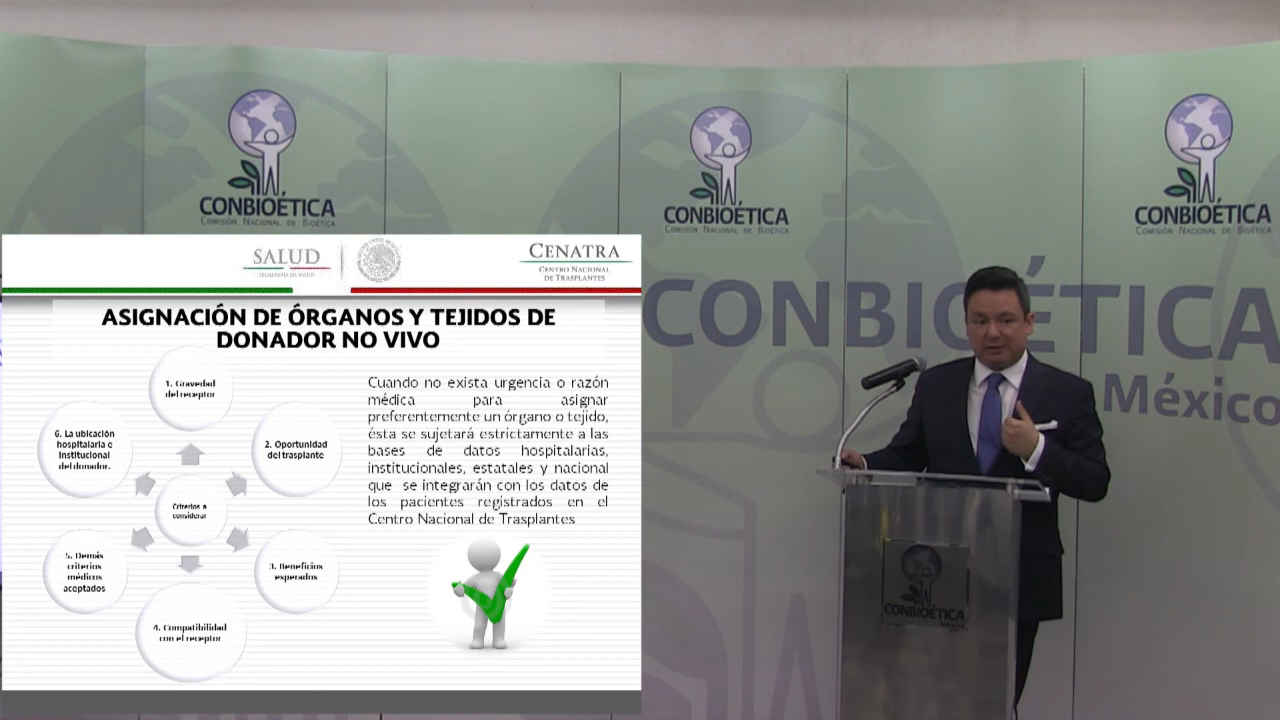 CONBIOÉTICA
COMISIÓN NACIONAL DE BIOÉTICA
CONBIOÉTICA
COMISIÓN NACIONAL DE BIOÉTICA
CONBIOÉTICA
COMISIÓN NACIONAL DE BIOÉTICA
SALUD
SECRETARÍA DE SALUD
CENATRA
CENTRO NACIONAL
DE TRASPLANTES
ASIGNACIÓN DE ÓRGANOS Y TEJIDOS DE
DONADOR NO VIVO
1. Gravedad
del receptor
2. Oportunidad
del trasplante
3. Beneficios
esperados
4. Compatibilidad
con el receptor
5. Demás
criterios
médicos
aceptados
6. La ubicación
hospitalaria e
institucional
del donador.
Criterios a
considerar
Cuando no exista urgencia o razón
médica para asignar
preferentemente un órgano o tejido,
ésta se sujetará estrictamente a las
bases de datos hospitalarias,
institucionales, estatales y nacional
que se integrarán con los datos de
los pacientes registrados en el
Centro Nacional de Trasplantes
CONBIOÉTICA
México
CONBIOÉTICA
México